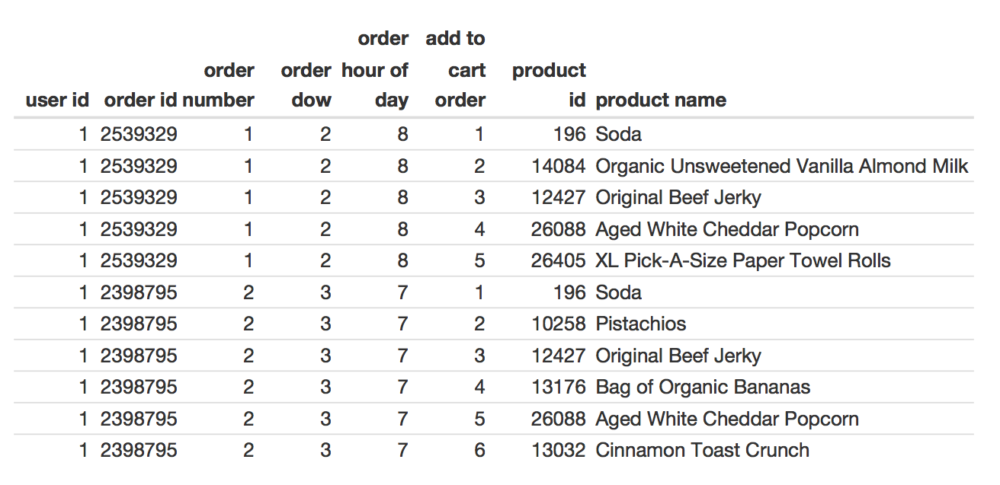 order add to
order order hour of cart product
user id order id number dow day order id product name
1 2539329 1 2 8 1 196 Soda
1 2539329 1 2 8 2 14084 Organic Unsweetened Vanilla Almond Milk
1 2539329 1 2 8 3 12427 Original Beef Jerky
1 2539329 1 2 8 4 26088 Aged White Cheddar Popcorn
1 2539329 1 2 8 5 26405 XL Pick-A-Size Paper Towel Rolls
1 2398795 2 3 7 1 196 Soda
1 2398795 2 3 7 2 10258 Pistachios
1 2398795 2 3 7 3 12427 Original Beef Jerky
1 2398795 2 3 7 4 13176 Bag of Organic Bananas
1 2398795 2 3 7 5 26088 Aged White Cheddar Popcorn
1 2398795 2 3 7 6 13032 Cinnamon Toast Crunch